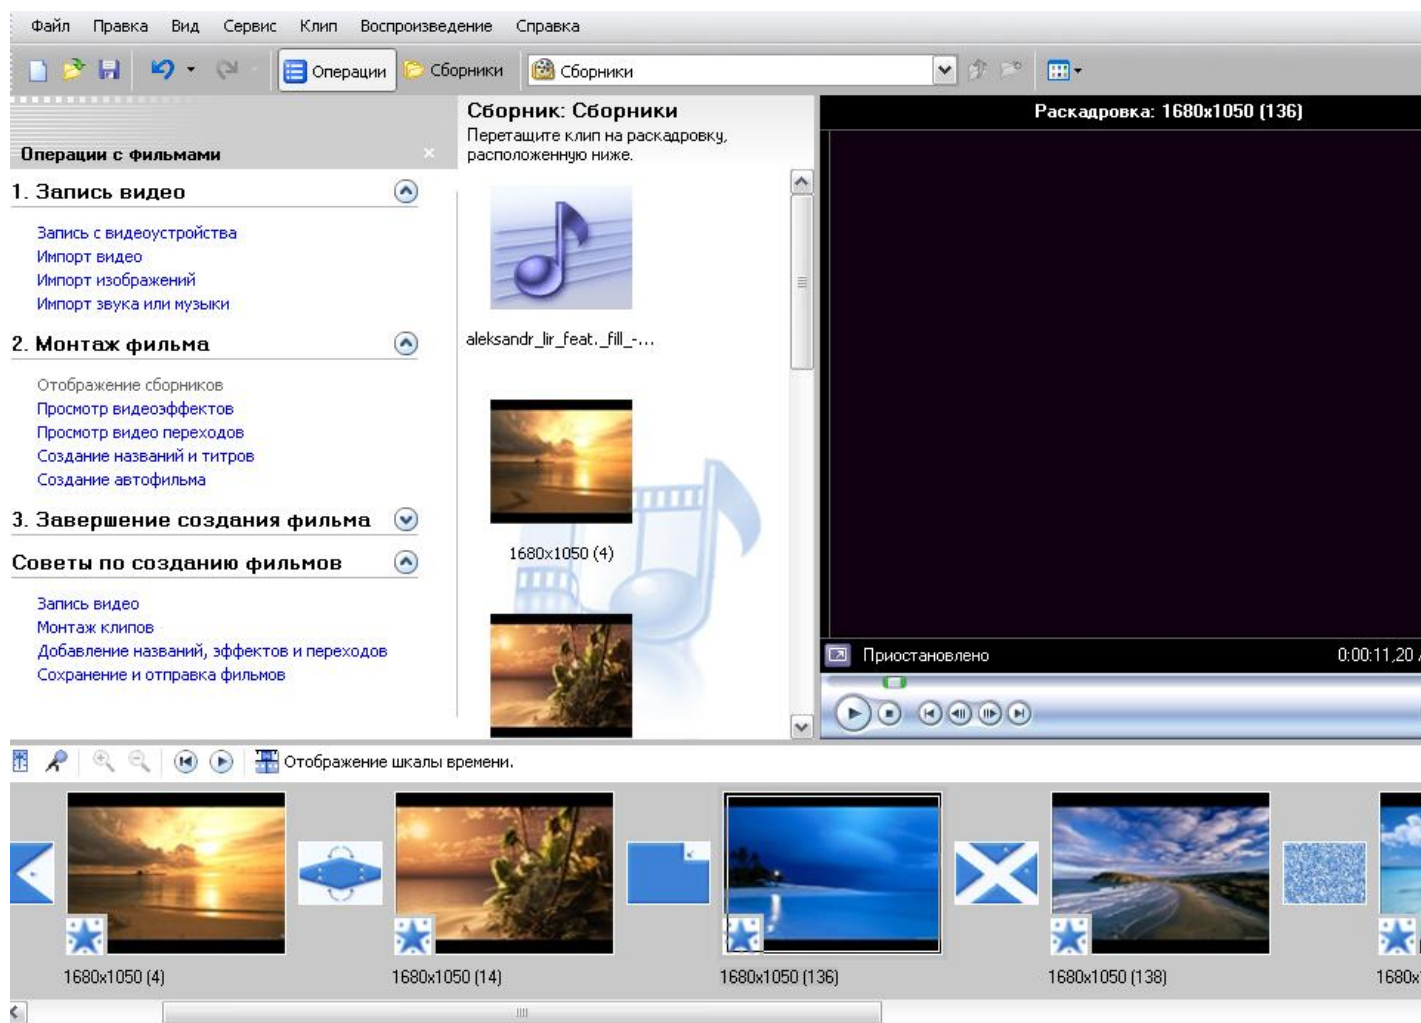 Файл Правка Вид Сервис Клип Воспроизведение Справка
Операции Сборники Сборники
Операции с фильмами
1. Запись видео
Запись с видеоустройства
Импорт видео
Импорт изображений
Импорт звука или музыки
2. Монтаж фильма
Отображение сборников
Просмотр видеоэффектов
Просмотр видео переходов
Создание названий и титров
Создание автофильма
3. Завершение создания фильма
Советы по созданию фильмов
Запись видео
Монтаж клипов
Добавление названий, эффектов и переходов
Сохранение и отправка фильмов
Сборник: Сборники
Перетащите клип на раскадровку,
расположенную ниже.
aleksandr_lir_feat._fill_-...
1680x1050 (4)
Раскадровка: 1680x1050 (136)
Приостановлено 0:00:11,20 /
Отображение шкалы времени.
1680x1050 (4) 1680x1050 (14) 1680x1050 (136) 1680x1050 (138) 1680x